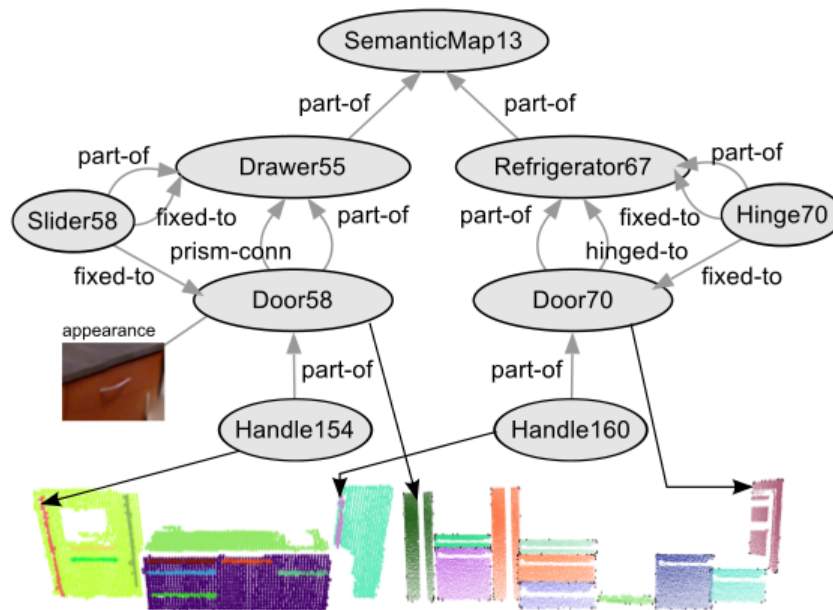 SemanticMap13
part-of
part-of
part-of
Drawer55
Refrigerator67
part-of
Slider58
fixed-to
part-of
part-of
fixed-to
Hinge70
prism-conn
hinged-to
fixed-to
fixed-to
Door58
Door70
appearance
part-of
part-of
Handle154
Handle160